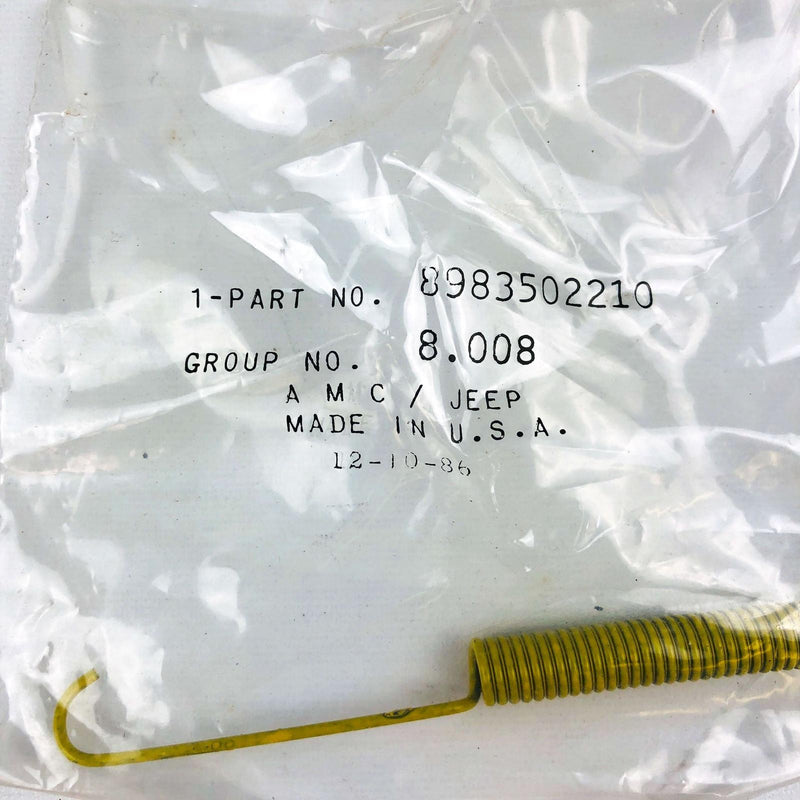 1-PART NO. 8983502210
GROUP NO. 8.008
A M C / JEEP
MADE IN U.S.A.
12-10-86